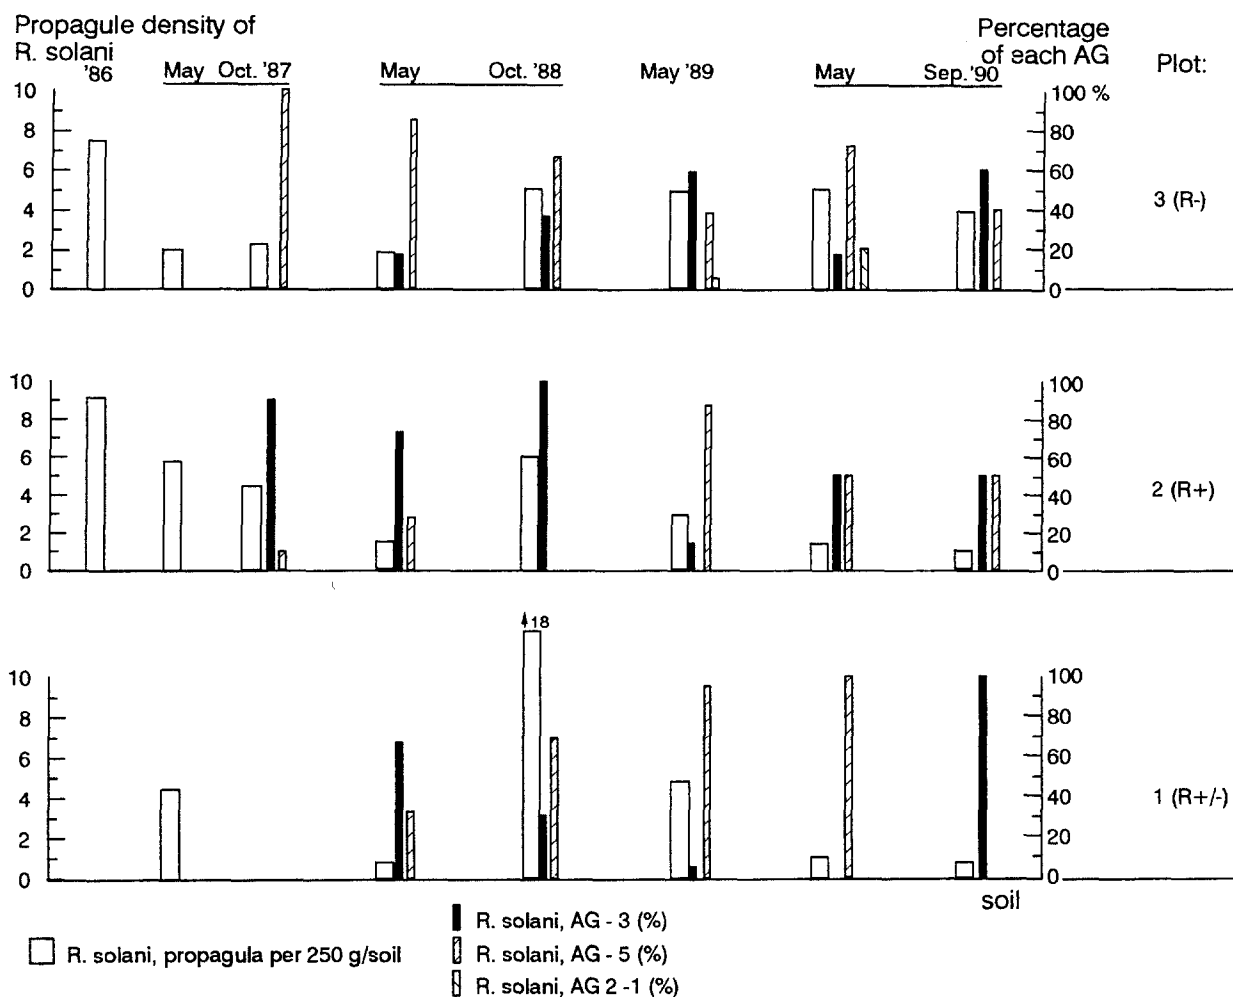 Propagule density of
R. solani
Percentage
of each AG
Plot:
'86 May Oct. '87 May Oct. '88 May '89 May Sep. '90
10
8
6
4
2
0
100 %
80
60
40
20
0
3 (R-)
10
8
6
4
2
0
100
80
60
40
20
0
2 (R+)
18
10
8
6
4
2
0
100
80
60
40
20
0
1 (R+/-)
soil
R. solani, propagula per 250 g/soil
R. solani, AG - 3 (%)
R. solani, AG - 5 (%)
R. solani, AG 2 -1 (%)